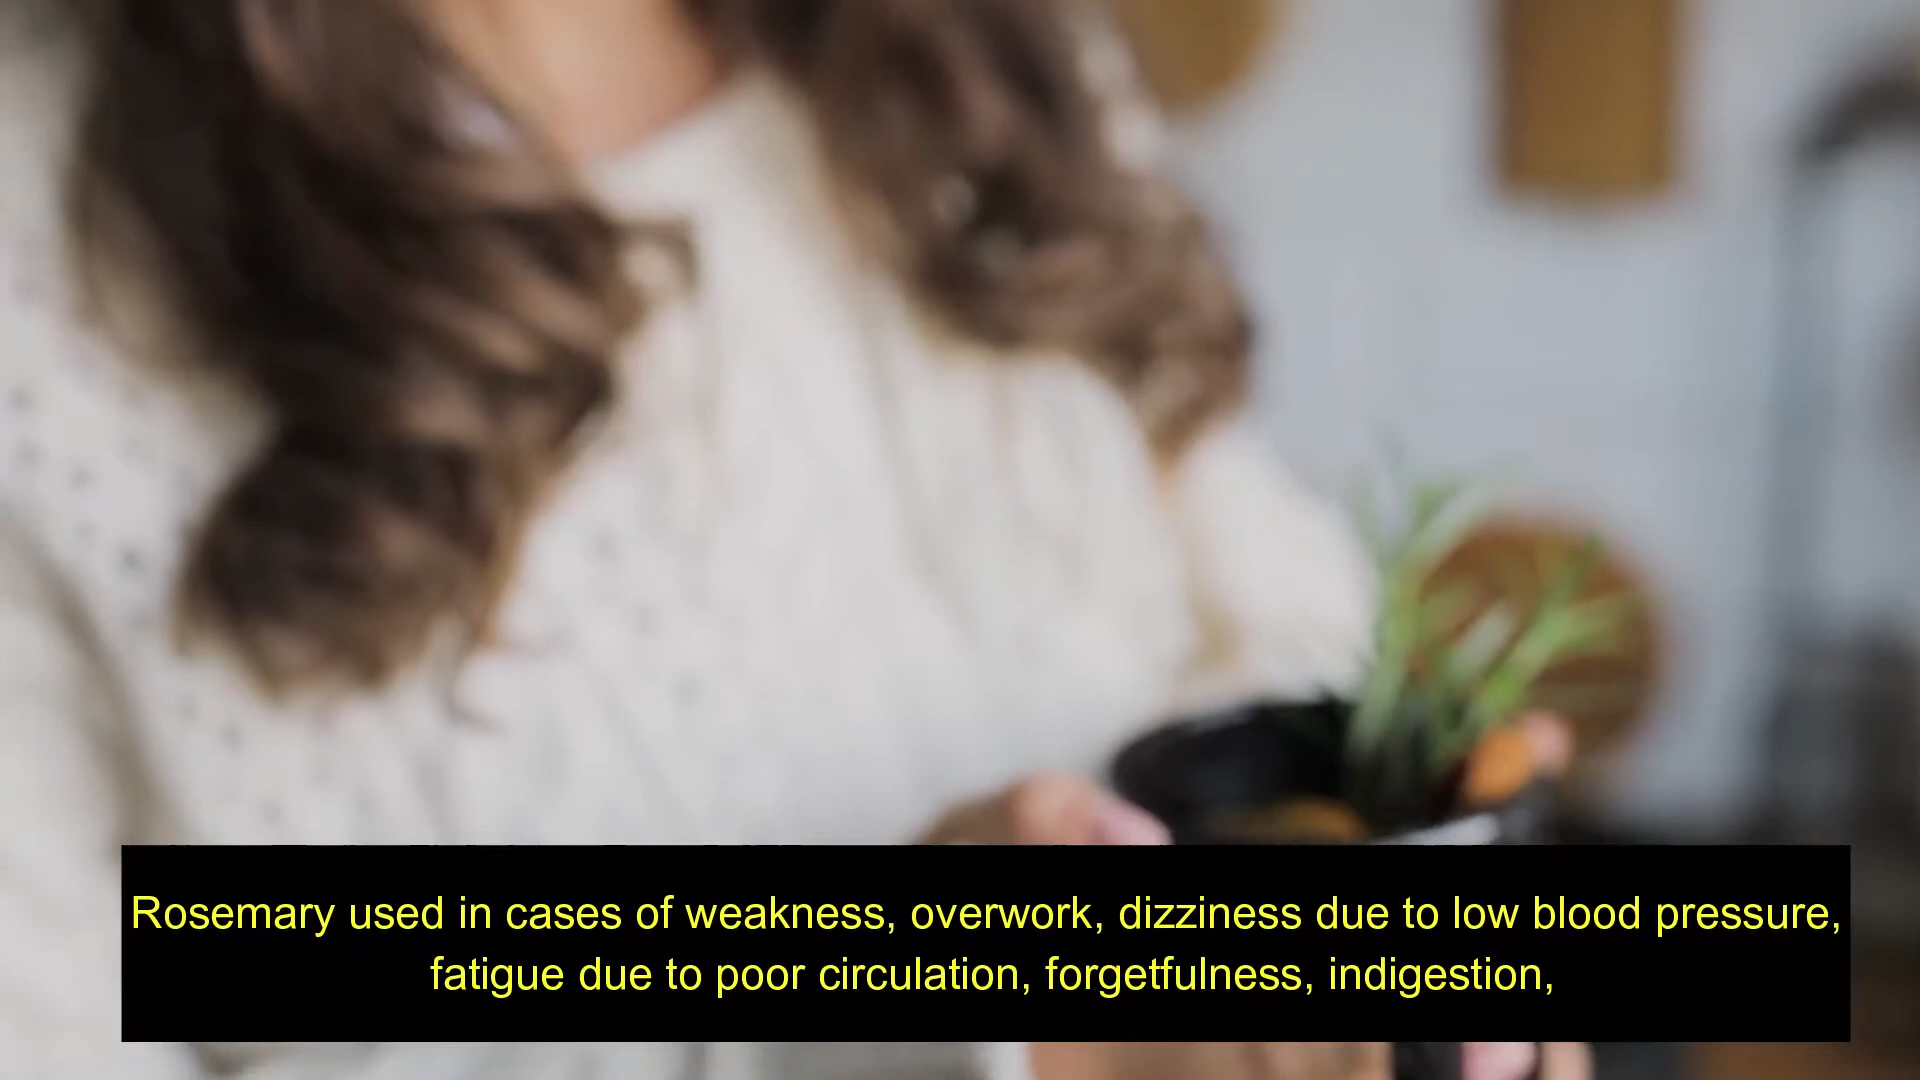 Rosemary used in cases of weakness, overwork, dizziness due to low blood pressure,
fatigue due to poor circulation, forgetfulness, indigestion,